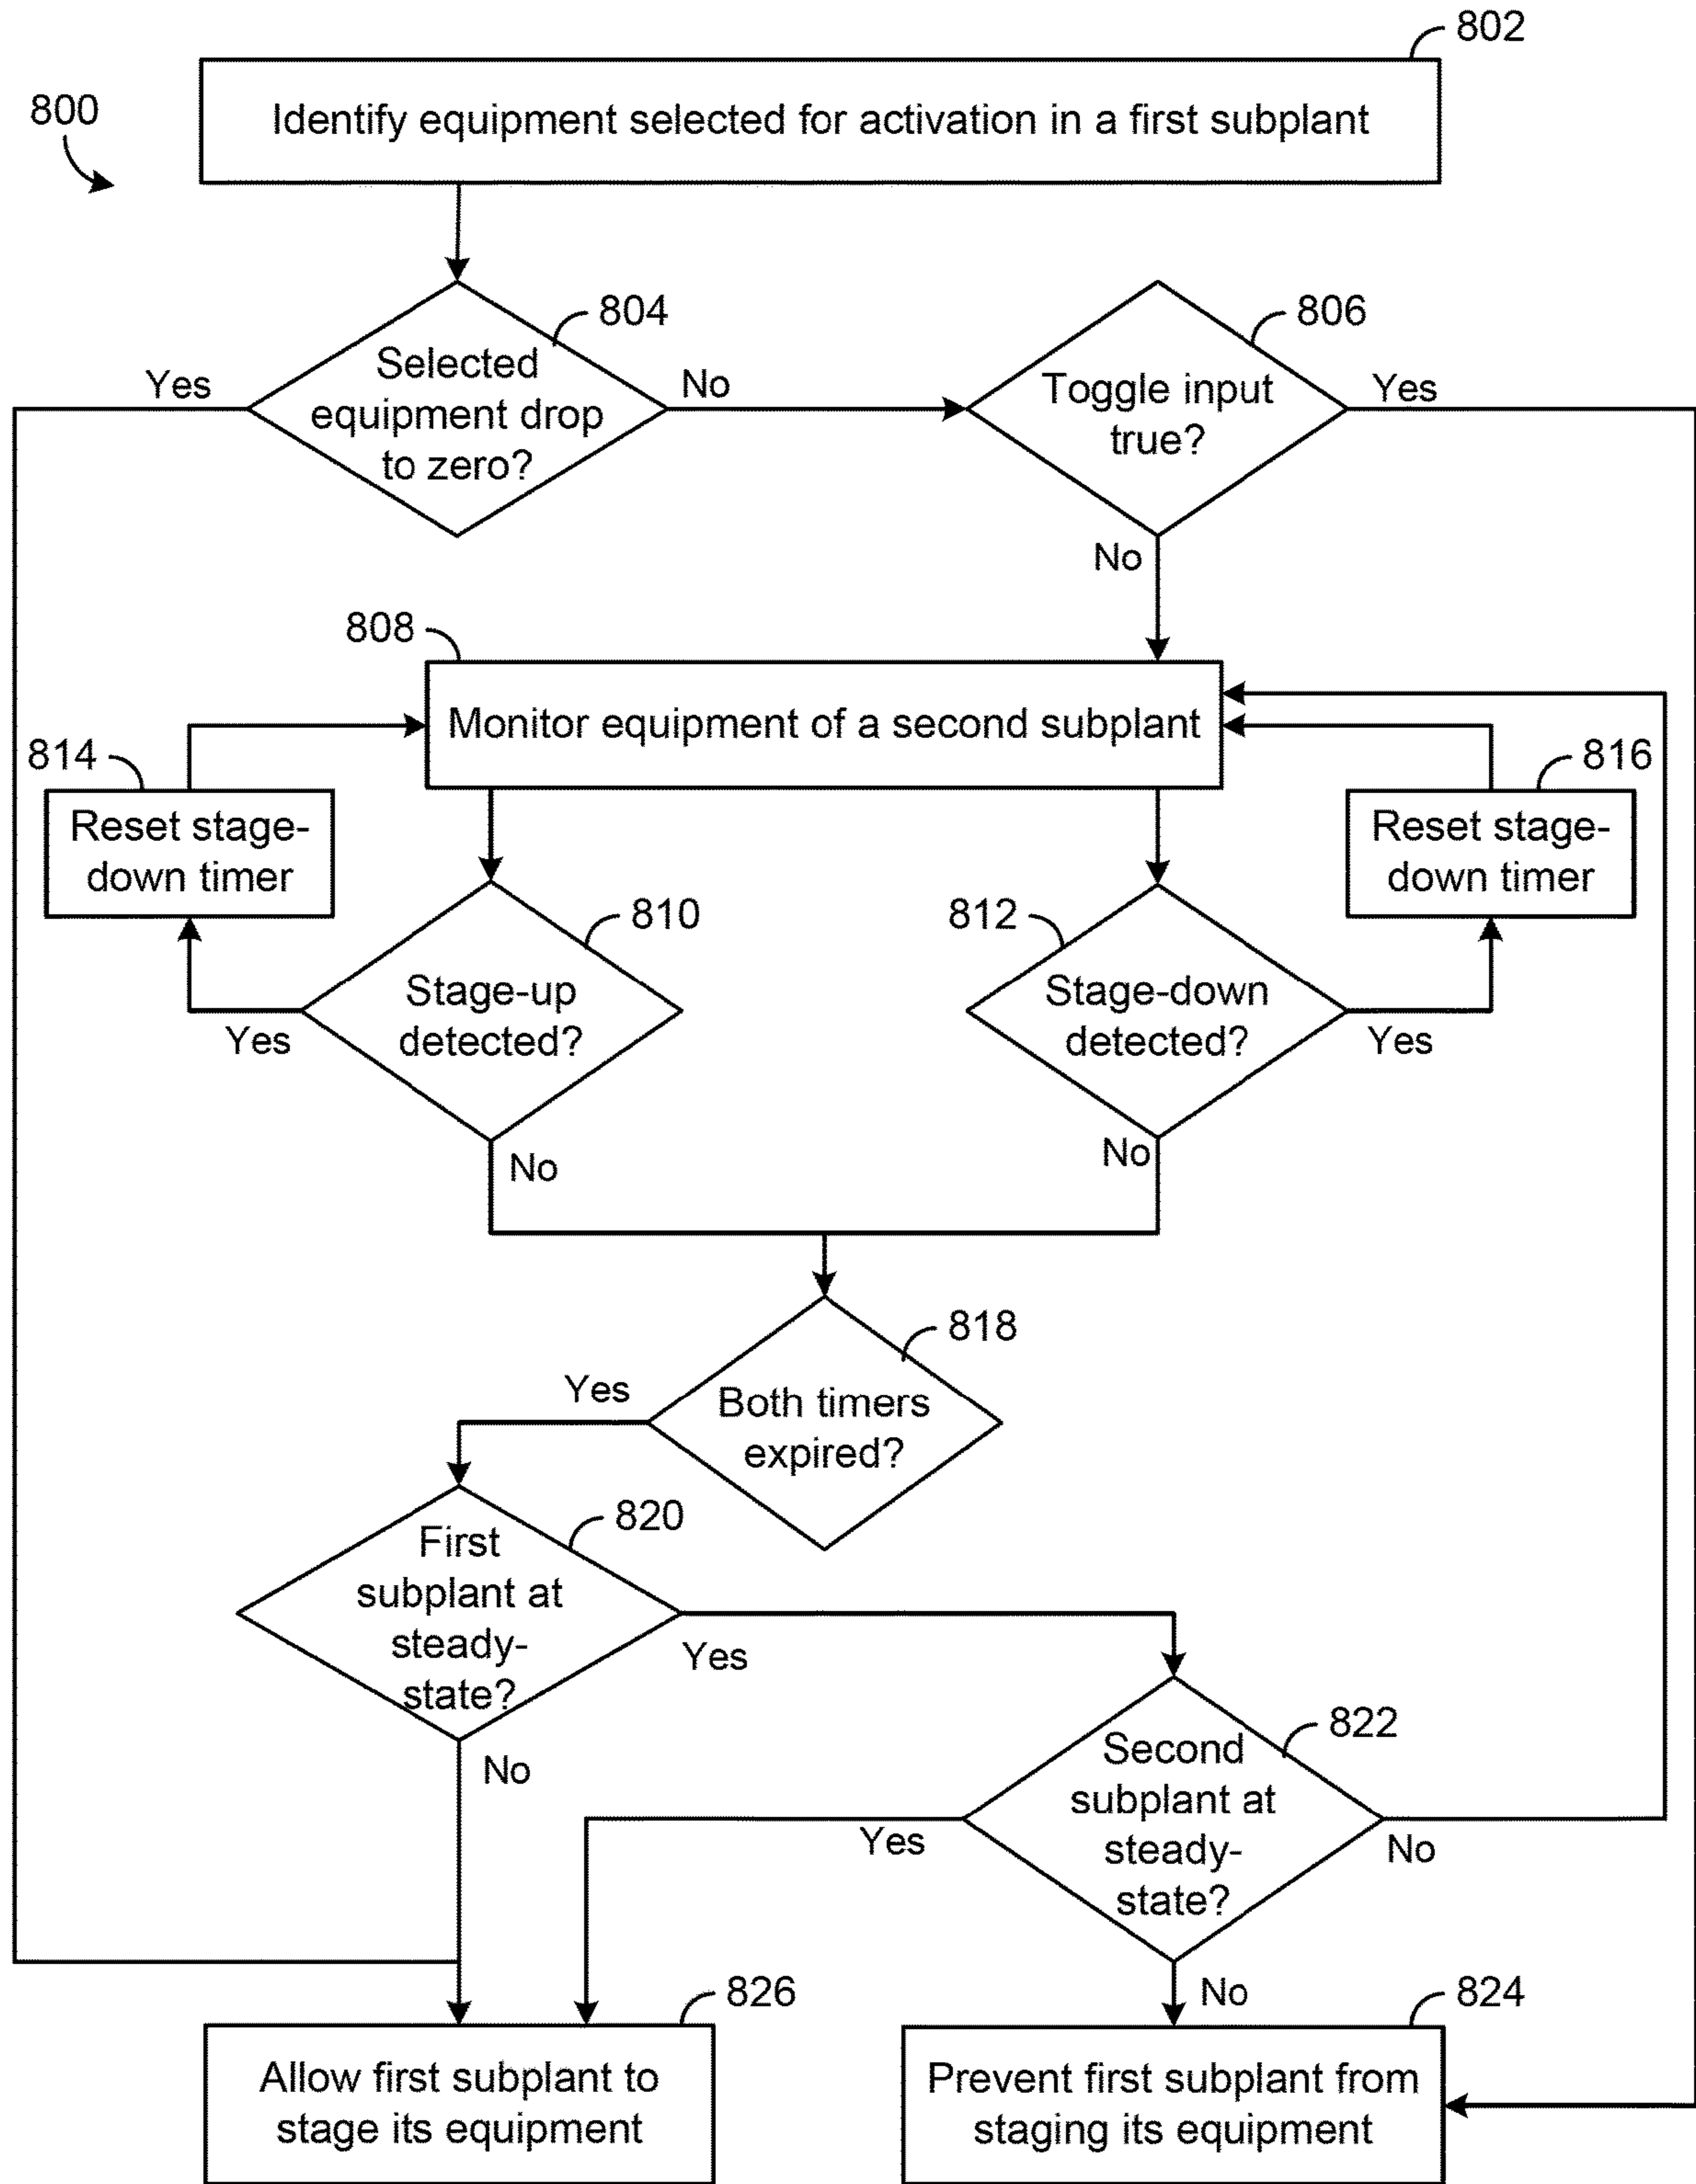 802
800
Identify equipment selected for activation in a first subplant
804
806
Selected
equipment drop
to zero?
Yes
No
Toggle input
true?
Yes
No
808
Monitor equipment of a second subplant
814
816
Reset stage-
down timer
Reset stage-
down timer
810
812
Stage-up
detected?
Stage-down
detected?
Yes
Yes
No
No
818
Yes
Both timers
expired?
820
First
subplant at
steady-
state?
Yes
No
822
Second
subplant at
steady-
state?
Yes
No
No
826
824
Allow first subplant to
stage its equipment
Prevent first subplant from
staging its equipment